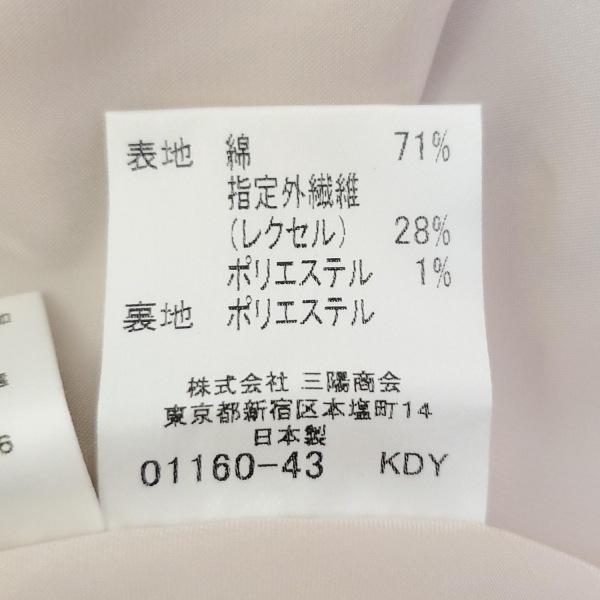 表地 綿 71%
指定外繊維
(レクセル) 28%
ポリエステル 1%
裏地 ポリエステル
株式会社 三陽商会
東京都新宿区本塩町14
日本製
01160-43 KDY
6